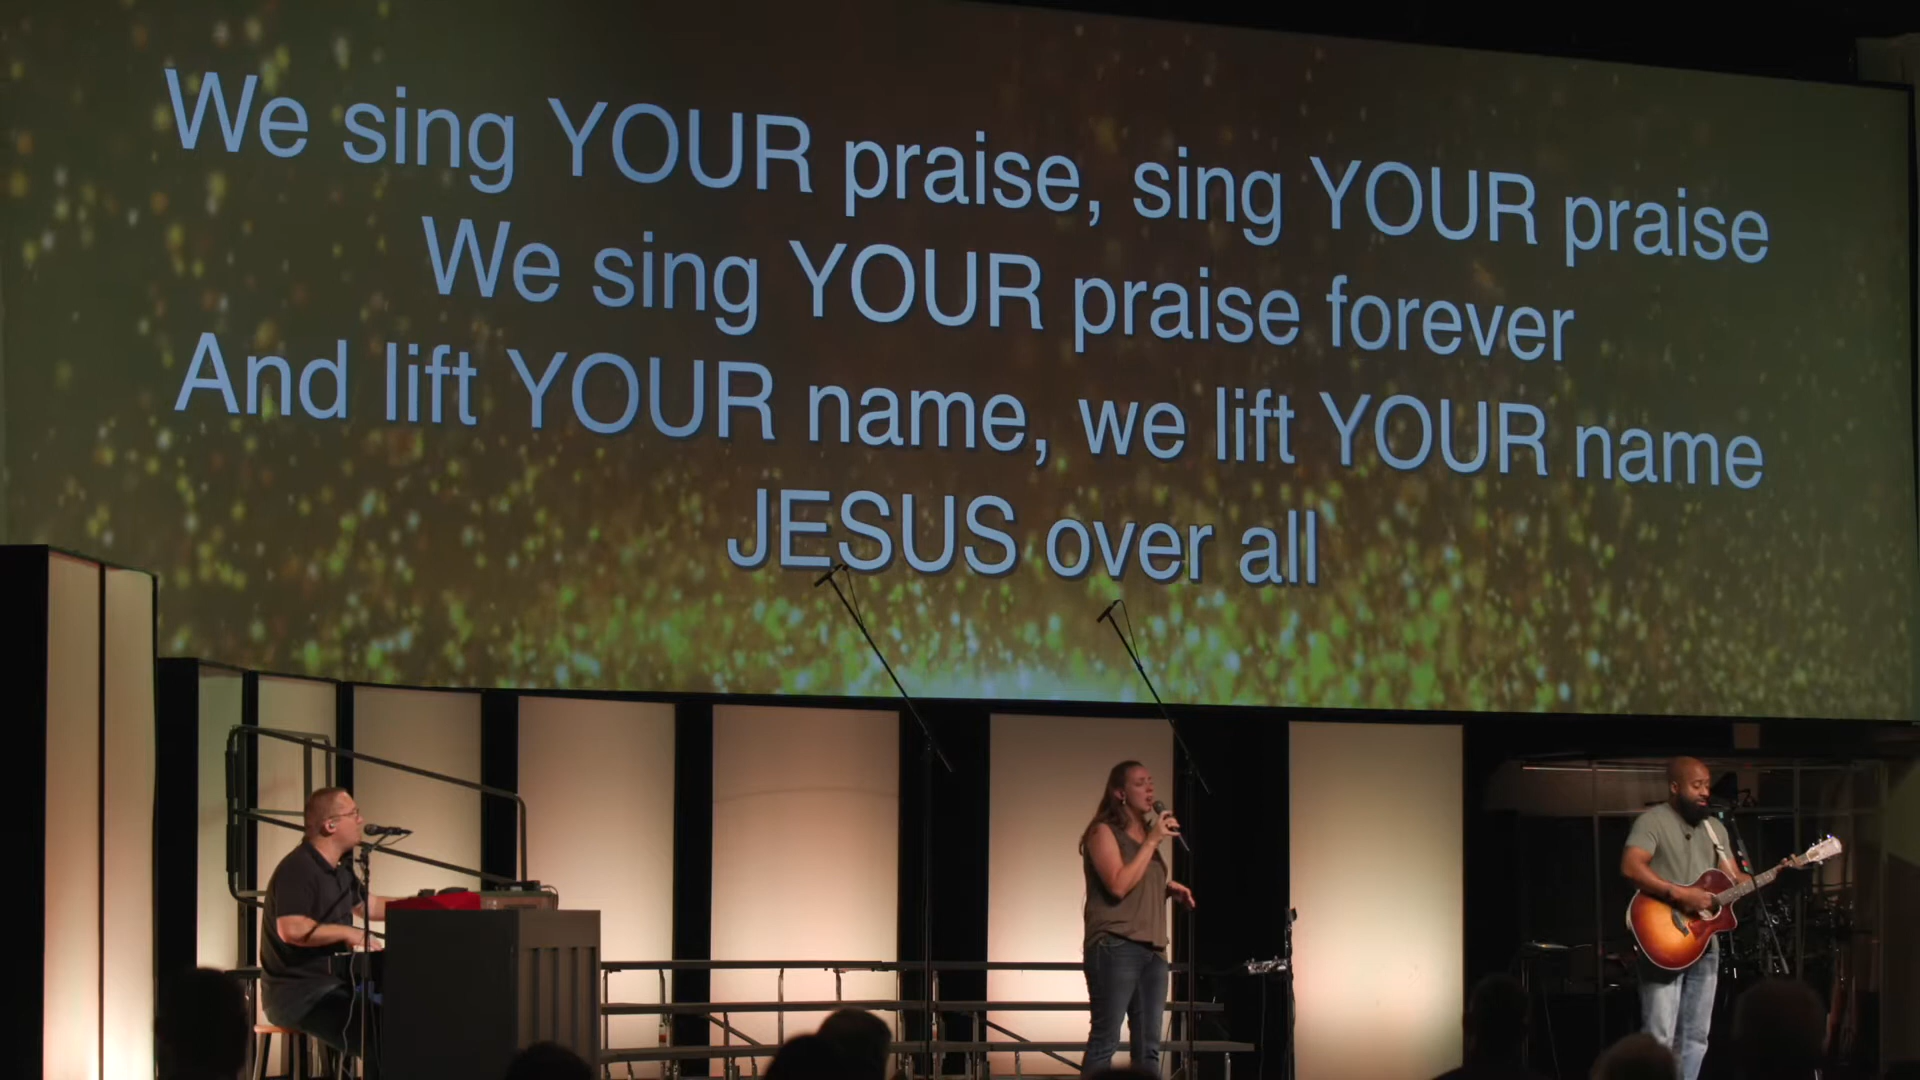 We sing YOUR praise, sing YOUR praise
We sing YOUR praise forever
And lift YOUR name, we lift YOUR name
JESUS over all